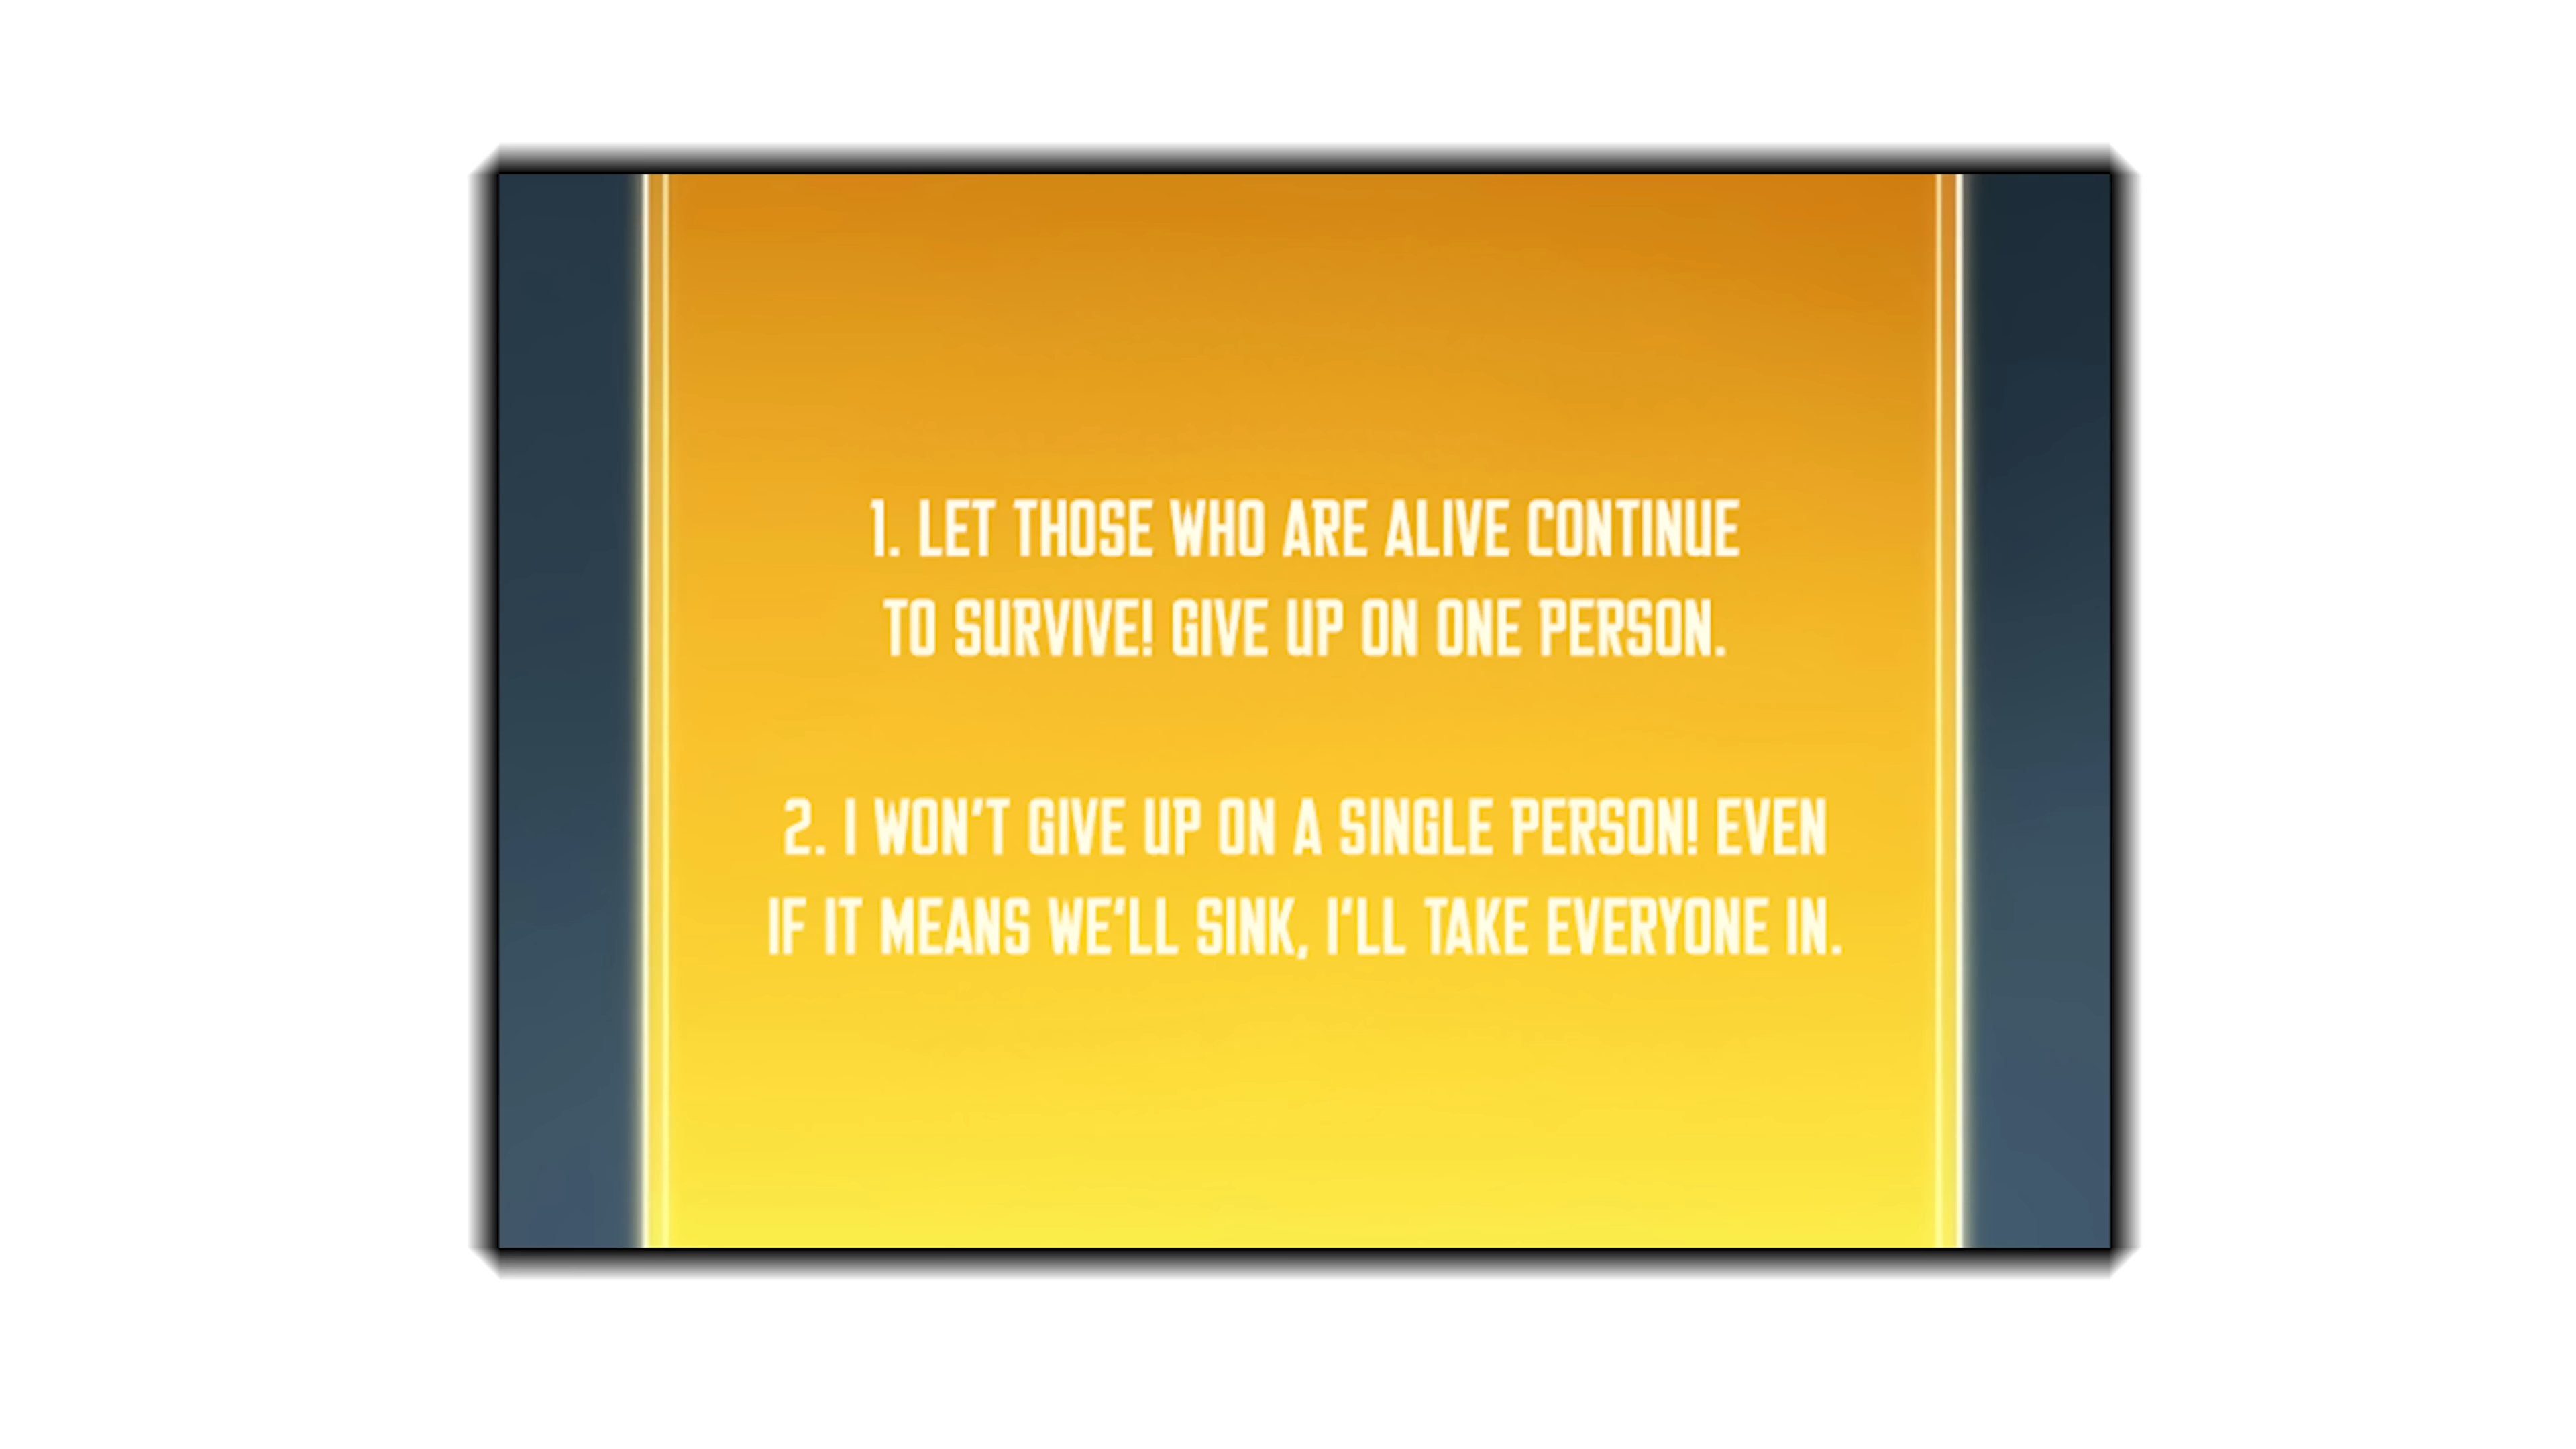 1. LET THOSE WHO ARE ALIVE CONTINUE
TO SURVIVE! GIVE UP ON ONE PERSON.
2. I WON'T GIVE UP ON A SINGLE PERSON! EVEN
IF IT MEANS WE'LL SINK, I'LL TAKE EVERYONE IN.